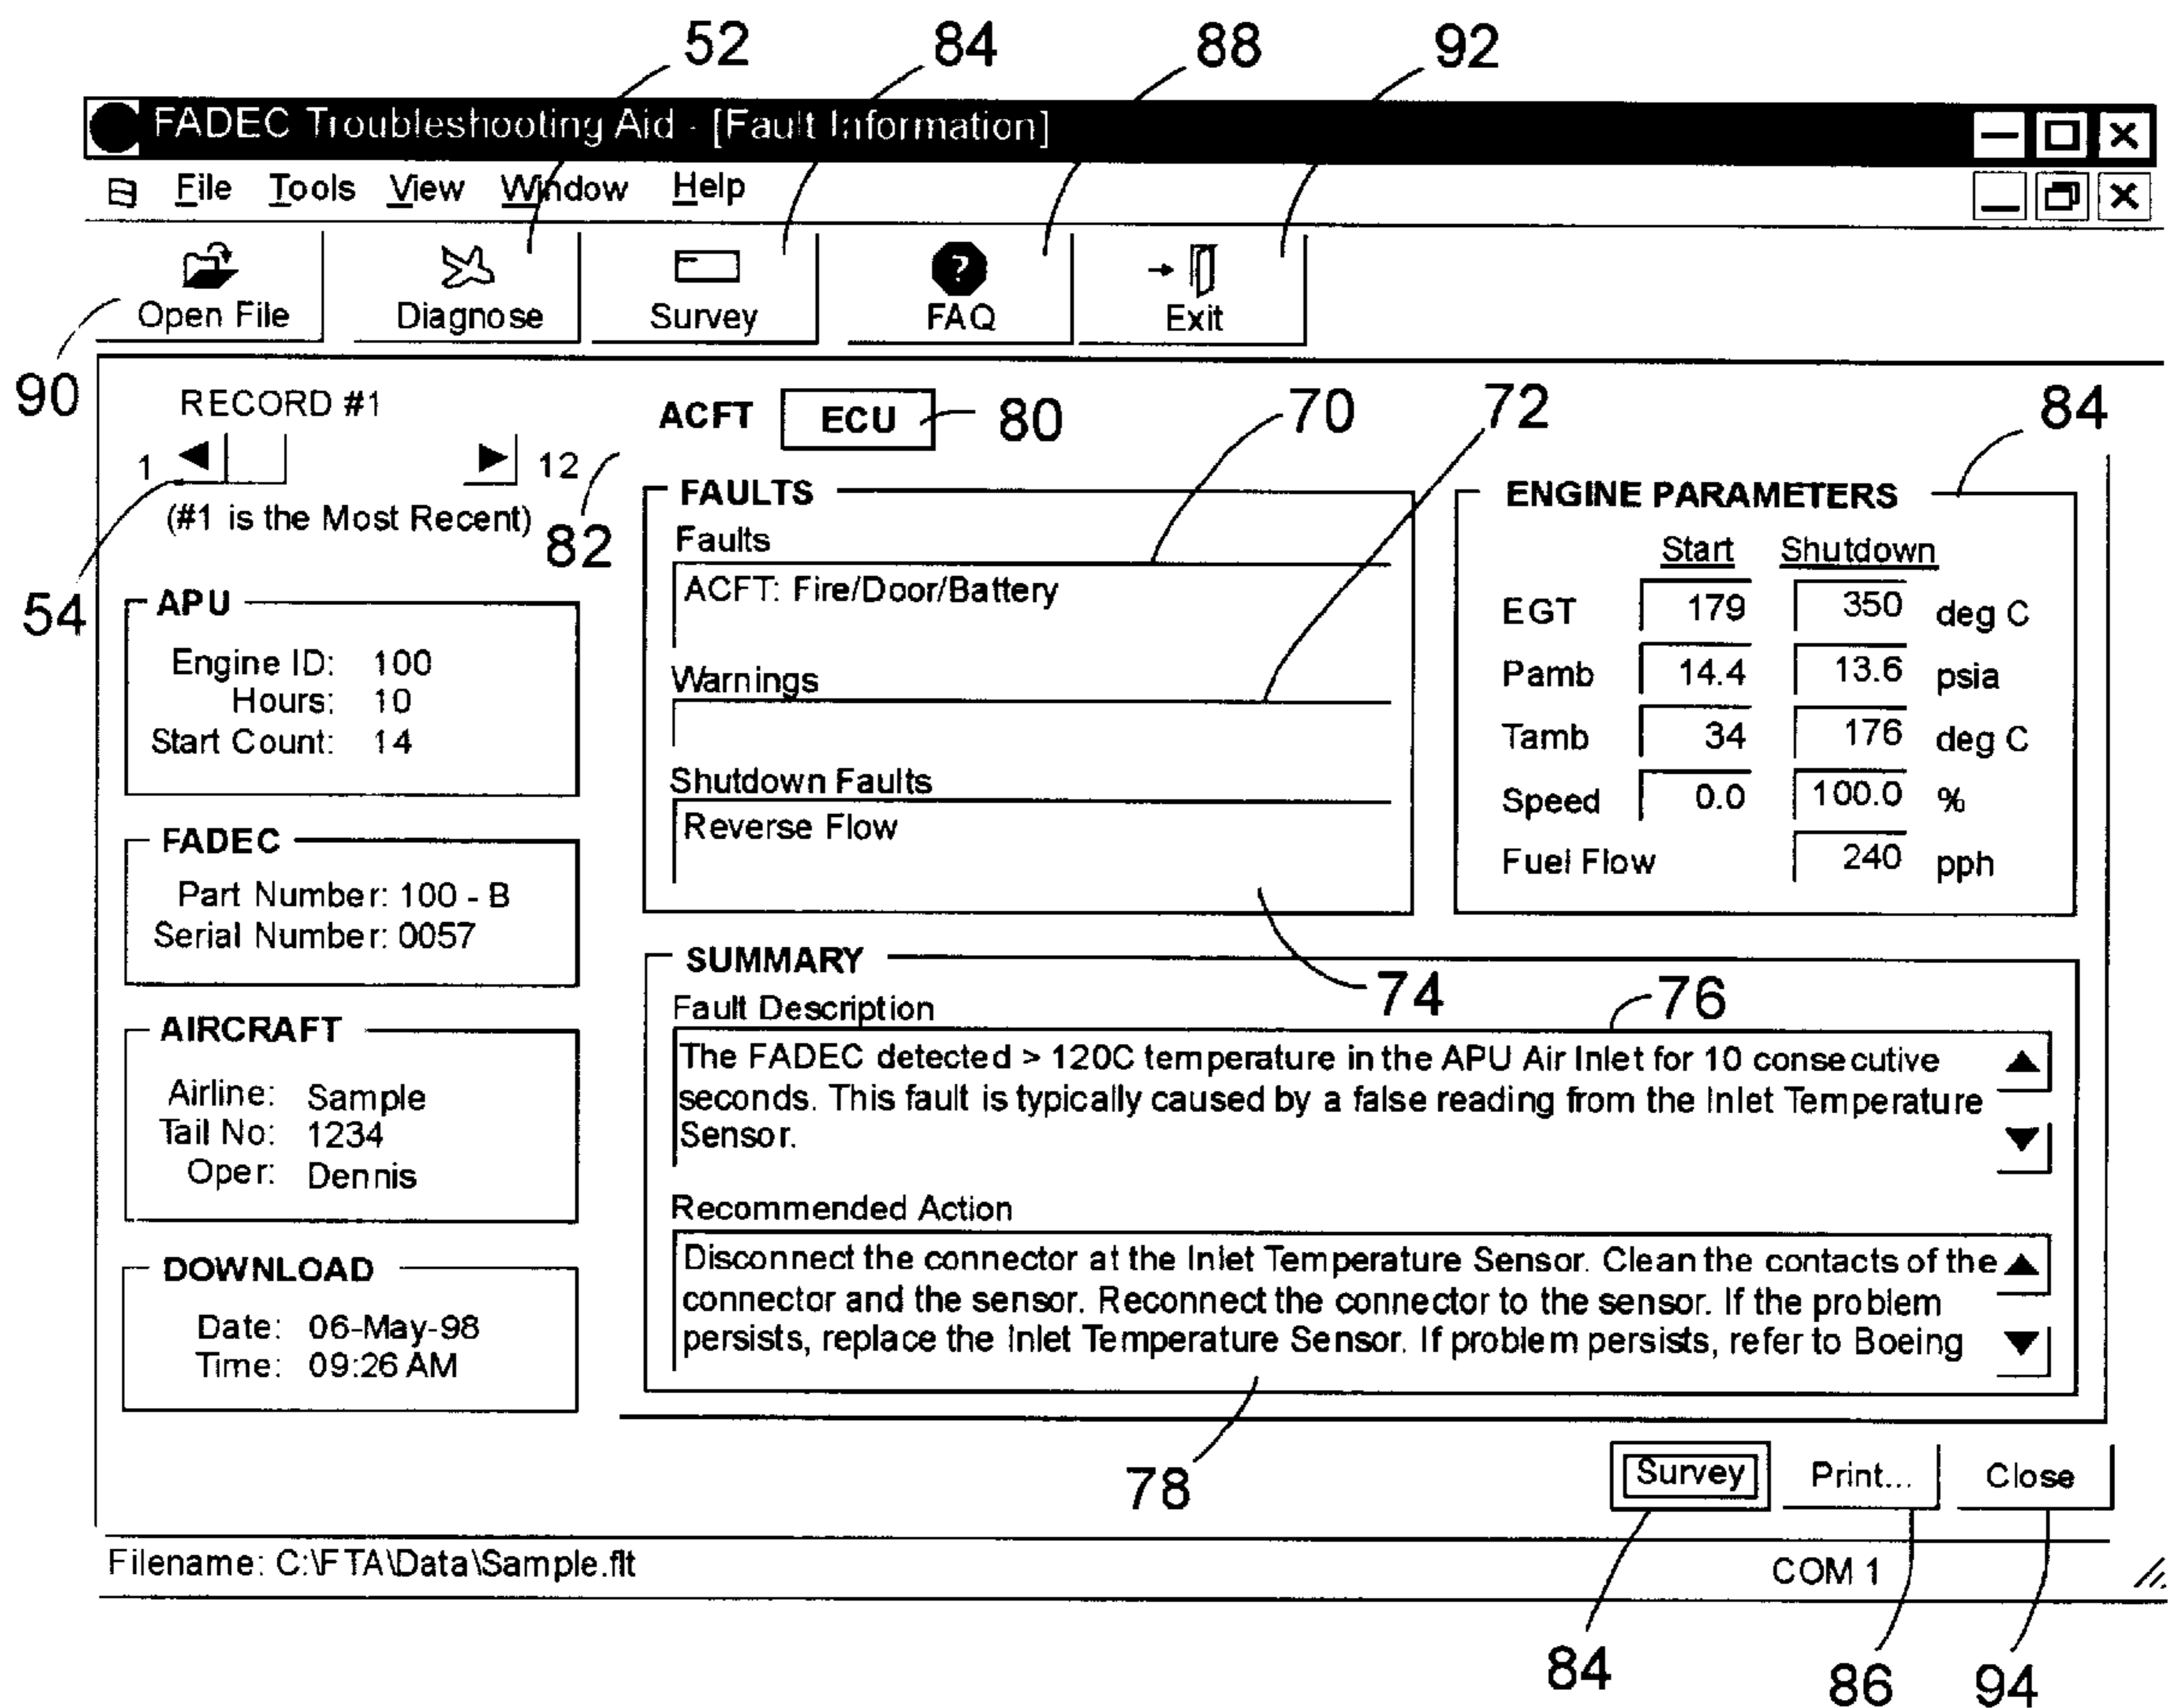 52 84 88 92
FADEC Troubleshooting Aid - [Fault Information]
File Tools View Window Help
Open File Diagnose Survey ? FAQ Exit
90
RECORD #1
1 12
(#1 is the Most Recent)
54
82
ACFT ECU 80 70 72 84
APU
Engine ID: 100
Hours: 10
Start Count: 14
FADEC
Part Number: 100 - B
Serial Number: 0057
AIRCRAFT
Airline: Sample
Tail No: 1234
Oper: Dennis
DOWNLOAD
Date: 06-May-98
Time: 09:26 AM
FAULTS
Faults
ACFT: Fire/Door/Battery
Warnings
Shutdown Faults
Reverse Flow
74
ENGINE PARAMETERS
Start Shutdown
EGT 179 350 deg C
Pamb 14.4 13.6 psia
Tamb 34 176 deg C
Speed 0.0 100.0 %
Fuel Flow 240 pph
SUMMARY
76
Fault Description
The FADEC detected > 120C temperature in the APU Air Inlet for 10 consecutive
seconds. This fault is typically caused by a false reading from the Inlet Temperature
Sensor.
Recommended Action
Disconnect the connector at the Inlet Temperature Sensor. Clean the contacts of the
connector and the sensor. Reconnect the connector to the sensor. If the problem
persists, replace the Inlet Temperature Sensor. If problem persists, refer to Boeing
78
Survey Print... Close
Filename: C:\FTA\Data\Sample.flt COM 1
84 86 94